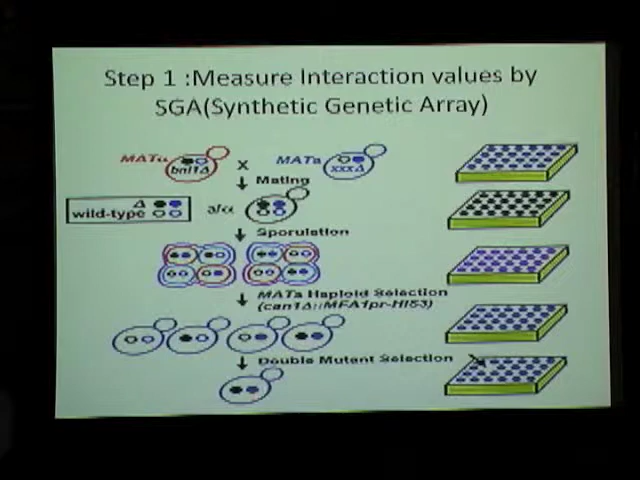 Step 1 :Measure Interaction values by
SGA(Synthetic Genetic Array)
MATα
bni1Δ
X
MATa
xxxΔ
Mating
Δ
wild-type
a/α
Sporulation
MATa Haploid Selection
(can1Δ::MFA1pr-HIS3)
Double Mutant Selection